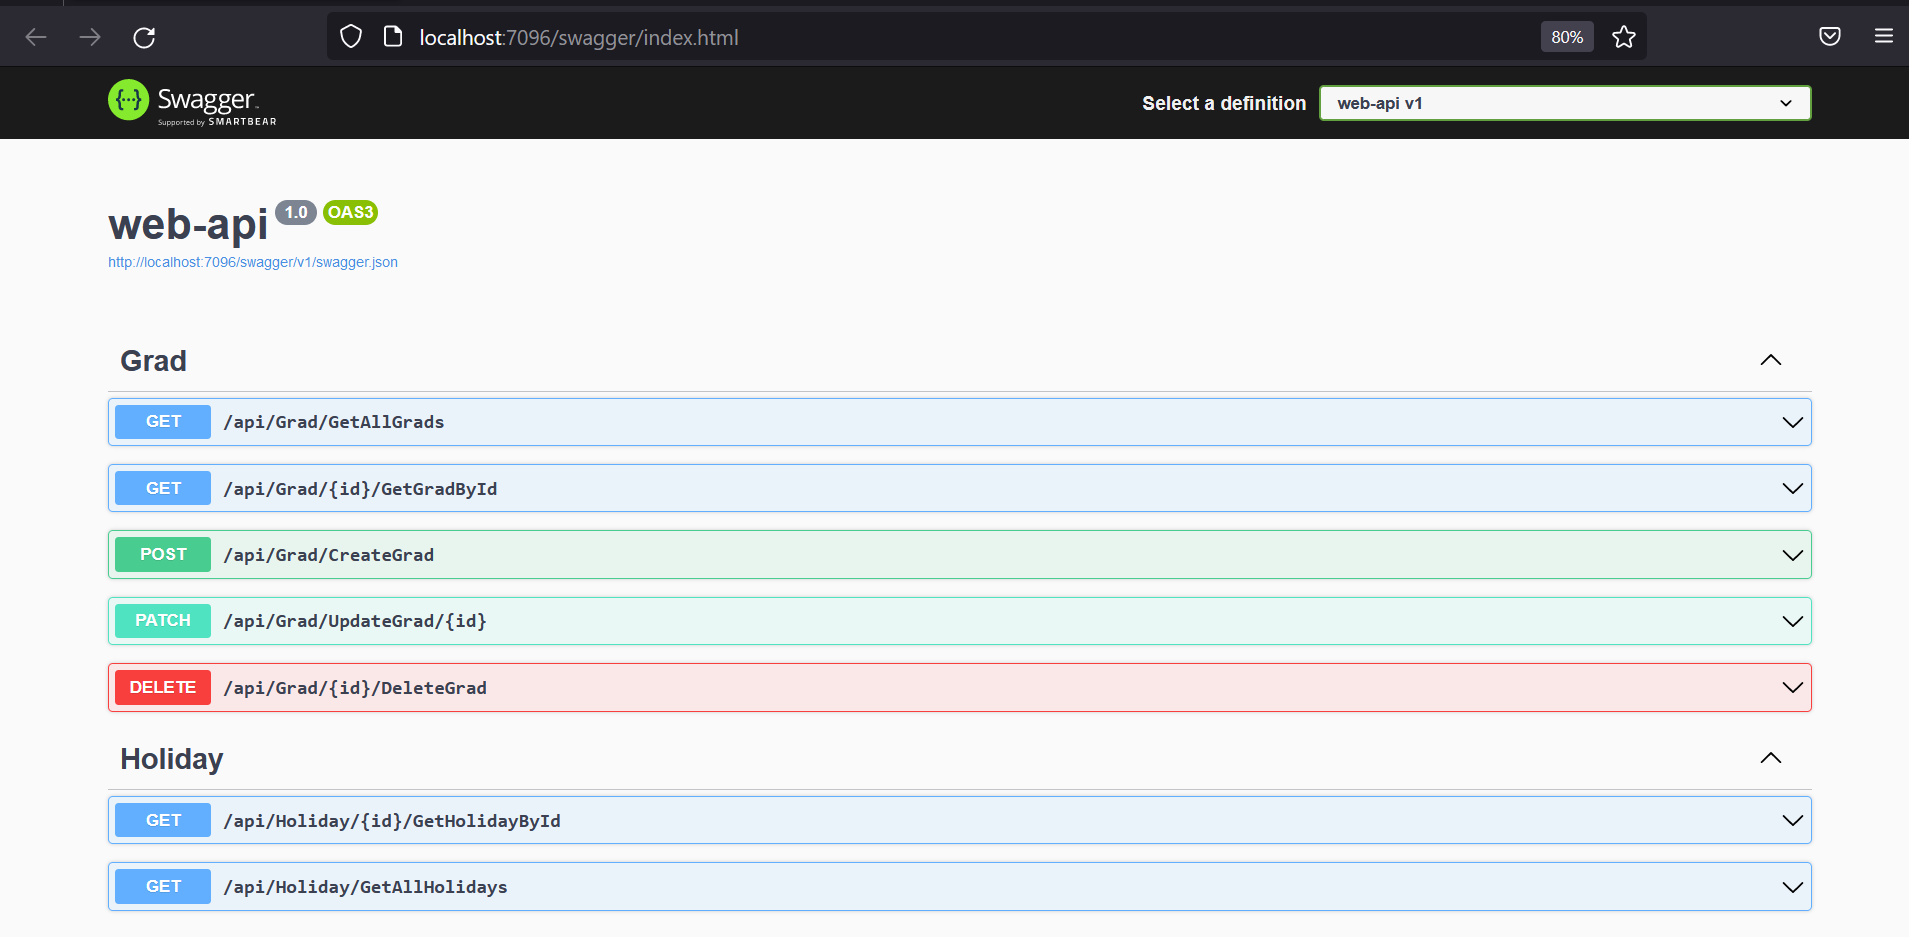 localhost:7096/swagger/index.html
80%
{···} Swagger™
Supported by SMARTBEAR
Select a definition
web-api v1
web-api 1.0 OAS3
http://localhost:7096/swagger/v1/swagger.json
Grad
GET /api/Grad/GetAllGrads
GET /api/Grad/{id}/GetGradById
POST /api/Grad/CreateGrad
PATCH /api/Grad/UpdateGrad/{id}
DELETE /api/Grad/{id}/DeleteGrad
Holiday
GET /api/Holiday/{id}/GetHolidayById
GET /api/Holiday/GetAllHolidays